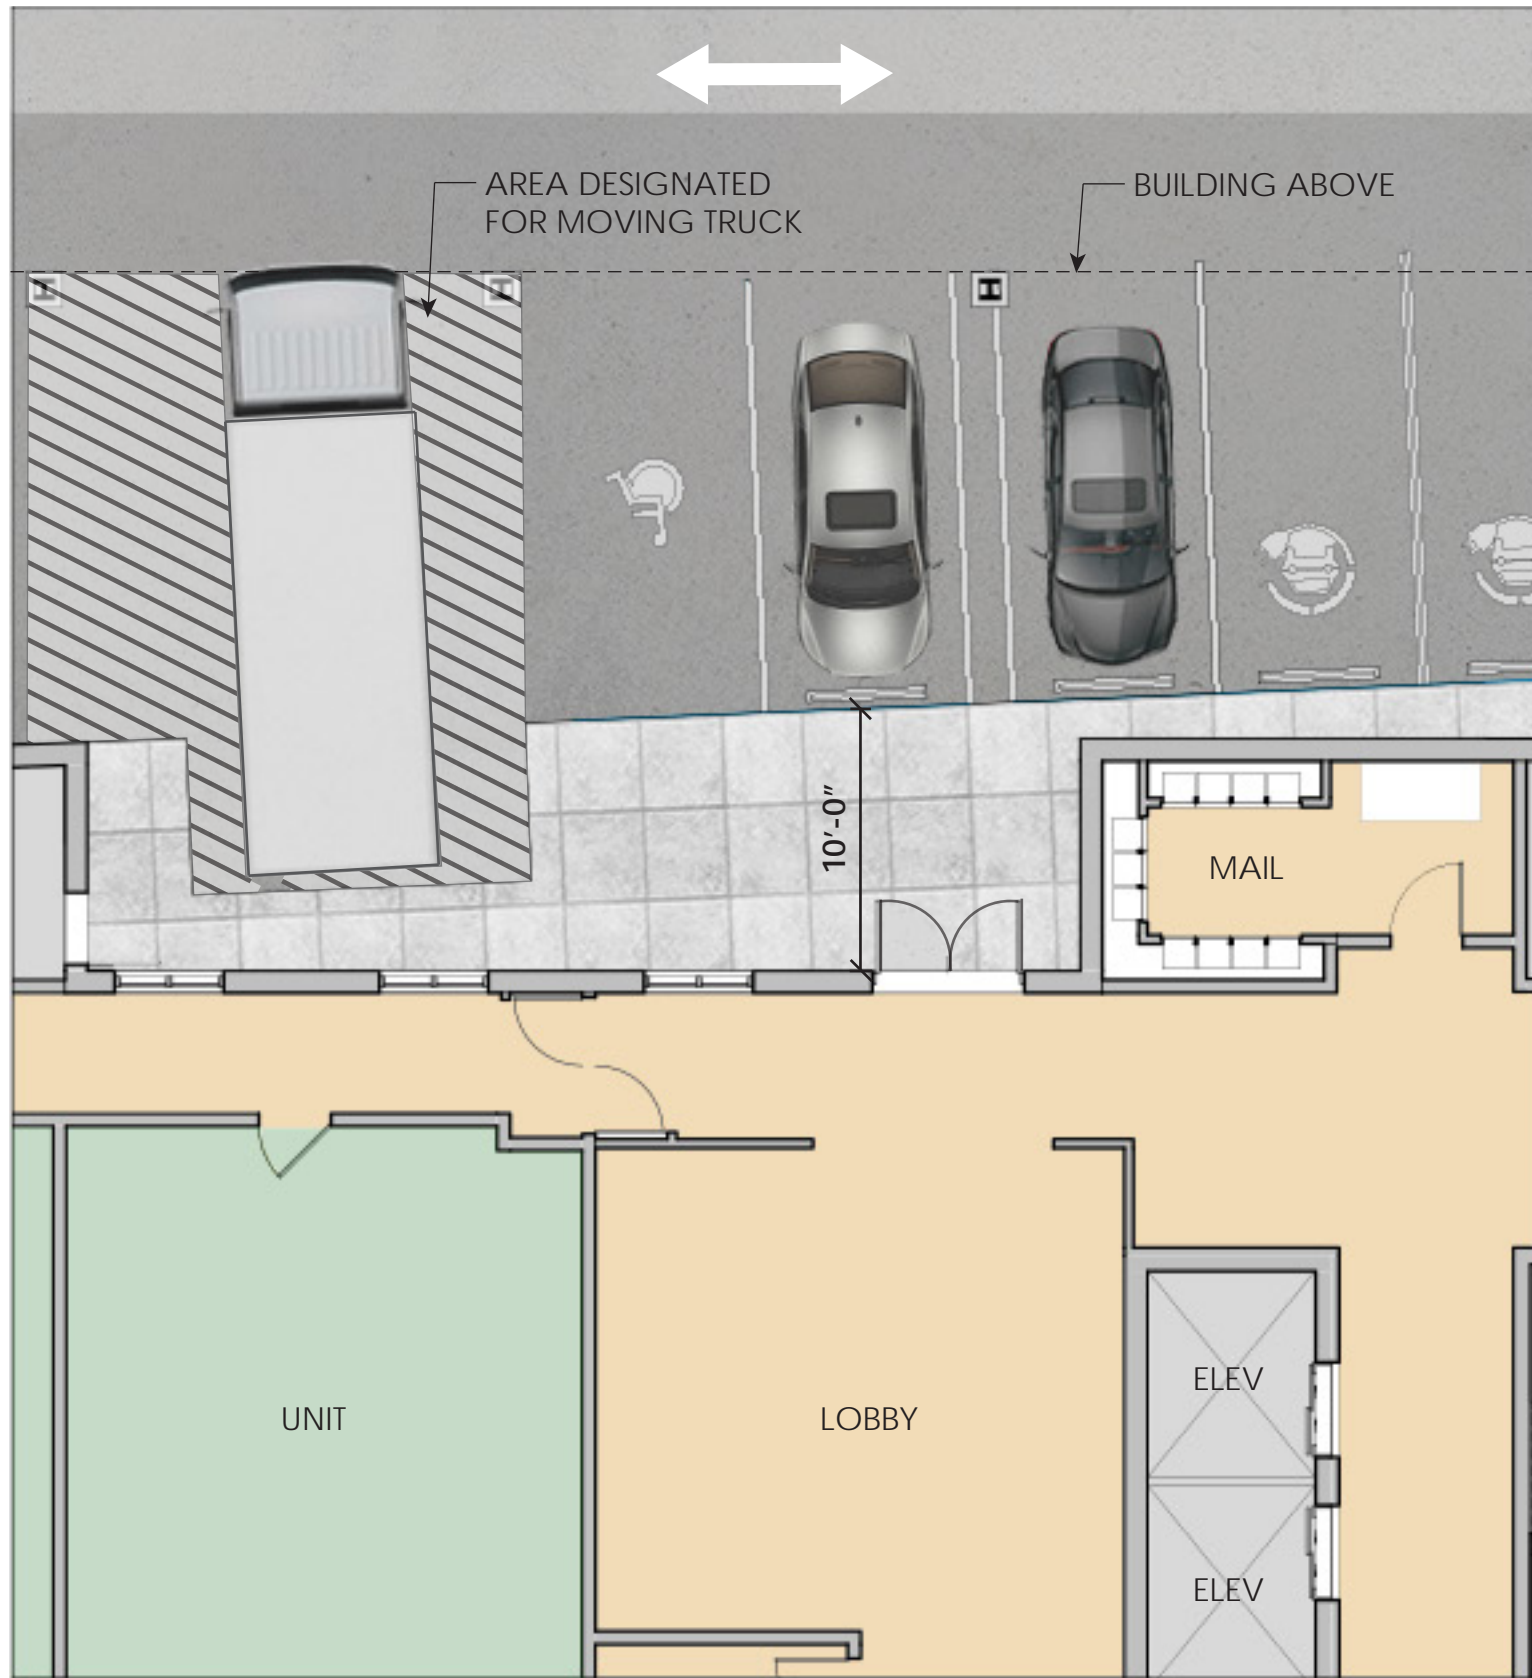 AREA DESIGNATED
FOR MOVING TRUCK
BUILDING ABOVE
10'-0"
MAIL
UNIT
LOBBY
ELEV
ELEV